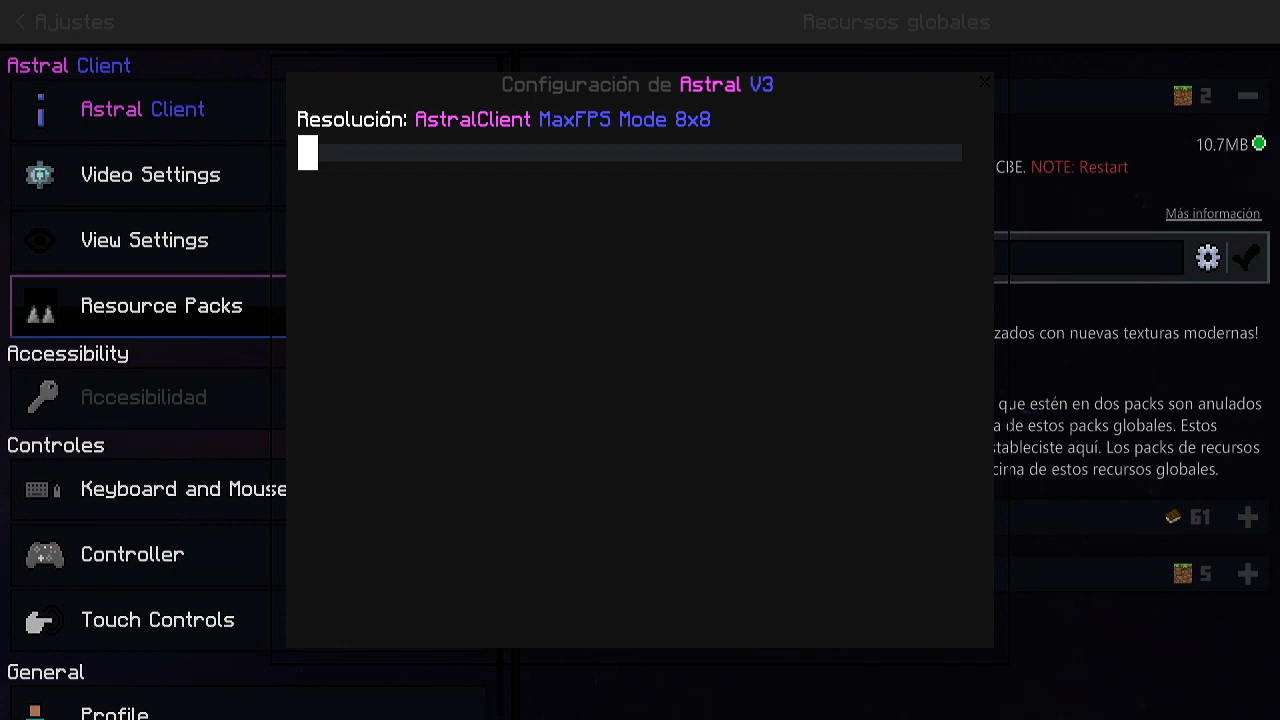 Ajustes
Recursos globales
Astral Client
Astral Client
Video Settings
View Settings
Resource Packs
Accessibility
Accesibilidad
Controles
Keyboard and Mouse
Controller
Touch Controls
General
Profile
Configuración de Astral V3
Resolución: AstralClient MaxFPS Mode 8x8
2
10.7MB
CBE. NOTE: Restart
Más información
zados con nuevas texturas modernas!
que estén en dos packs son anulados
a de estos packs globales. Estos
stableciste aquí. Los packs de recursos
cima de estos recursos globales.
61
5